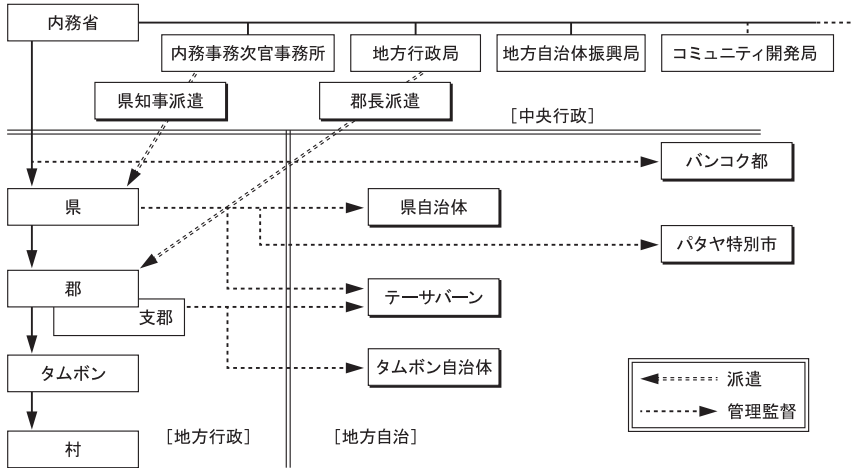 内務省
内務事務次官事務所
地方行政局
地方自治体振興局
コミュニティ開発局
県知事派遣
郡長派遣
[中央行政]
バンコク都
県
県自治体
パタヤ特別市
郡
支郡
テーサバーン
タムボン
タムボン自治体
派遣
管理監督
村
[地方行政]
[地方自治]